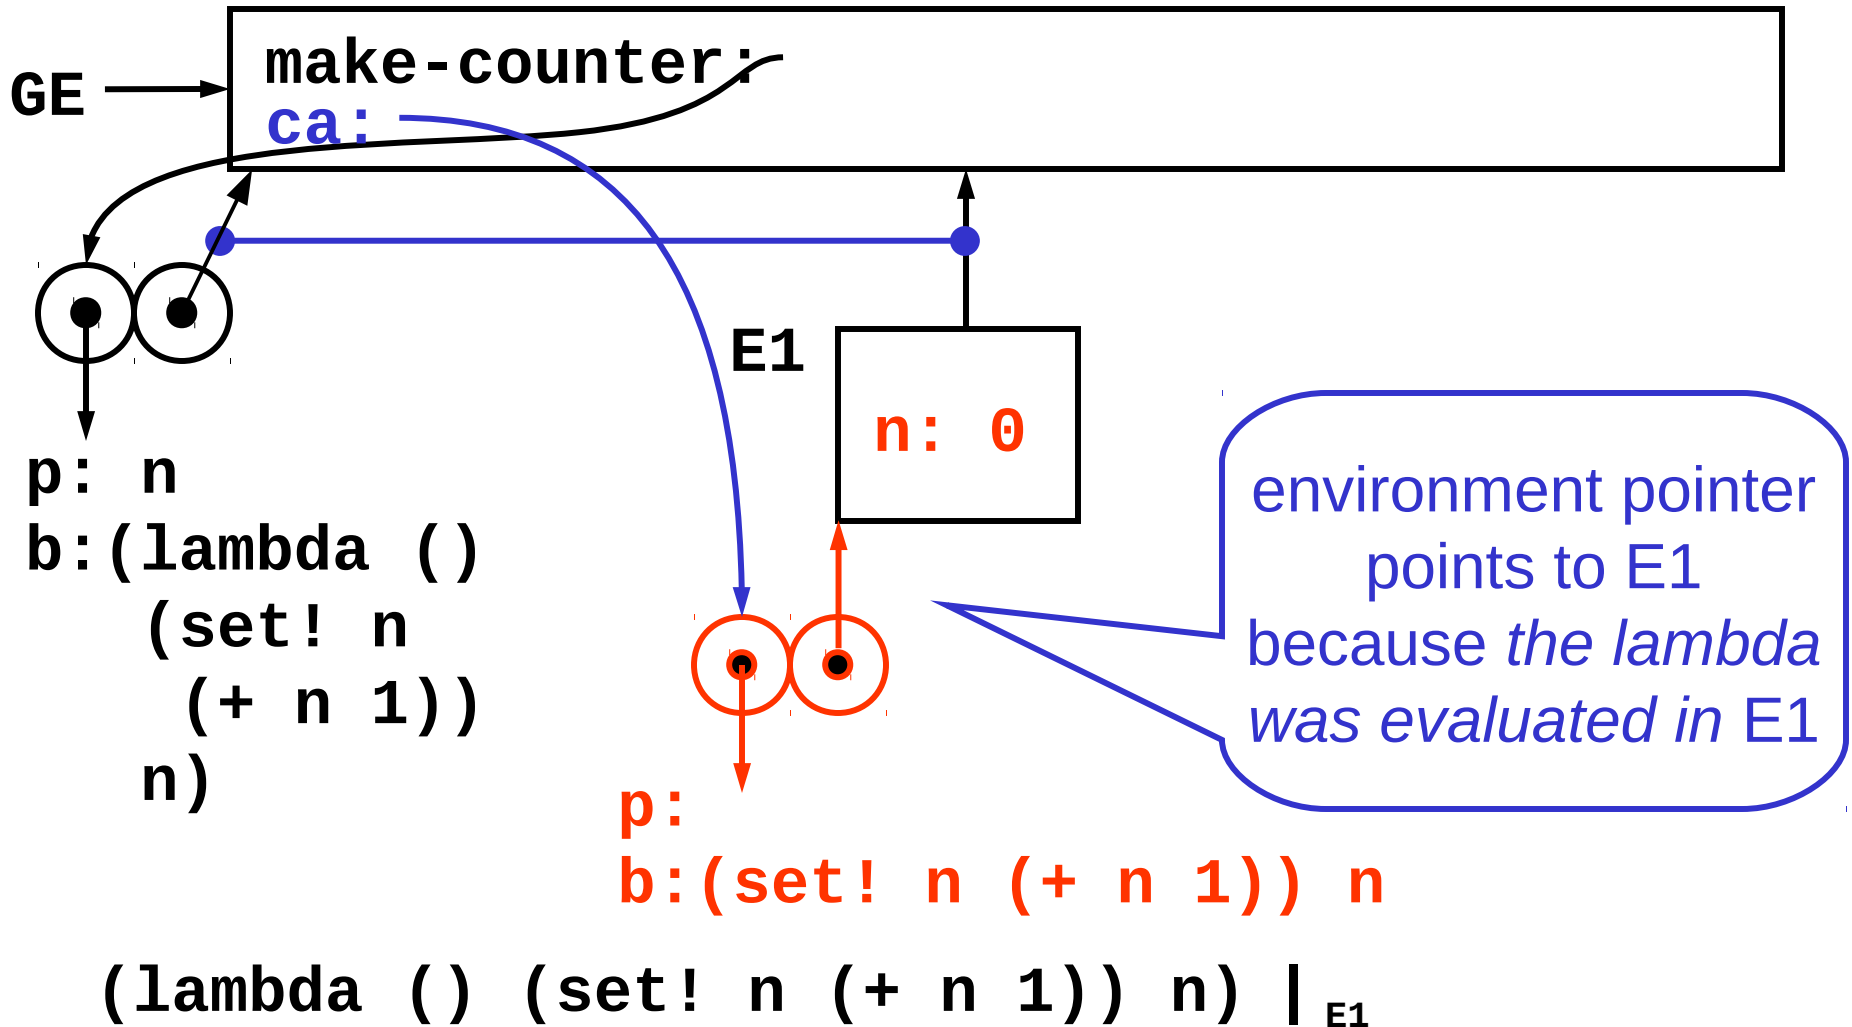 make-counter:
GE
ca:
E1
n: 0
p: n
b:(lambda ()
(set! n
(+ n 1))
n)
environment pointer
points to E1
because the lambda
was evaluated in E1
p:
b:(set! n (+ n 1)) n
(lambda () (set! n (+ n 1)) n) | E1